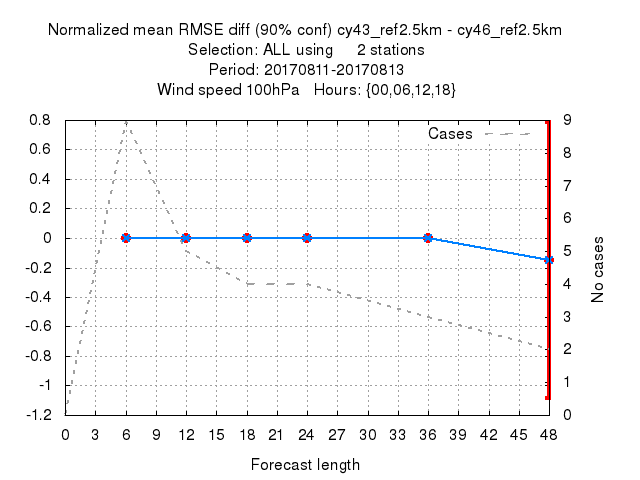 Normalized mean RMSE diff (90% conf) cy43_ref2.5km - cy46_ref2.5km
Selection: ALL using     2 stations
Period: 20170811-20170813
Wind speed 100hPa   Hours: {00,06,12,18}
Cases
0.8
0.6
0.4
0.2
0
-0.2
-0.4
-0.6
-0.8
-1
-1.2
9
8
7
6
5
4
3
2
1
0
No cases
0 3 6 9 12 15 18 21 24 27 30 33 36 39 42 45 48
Forecast length